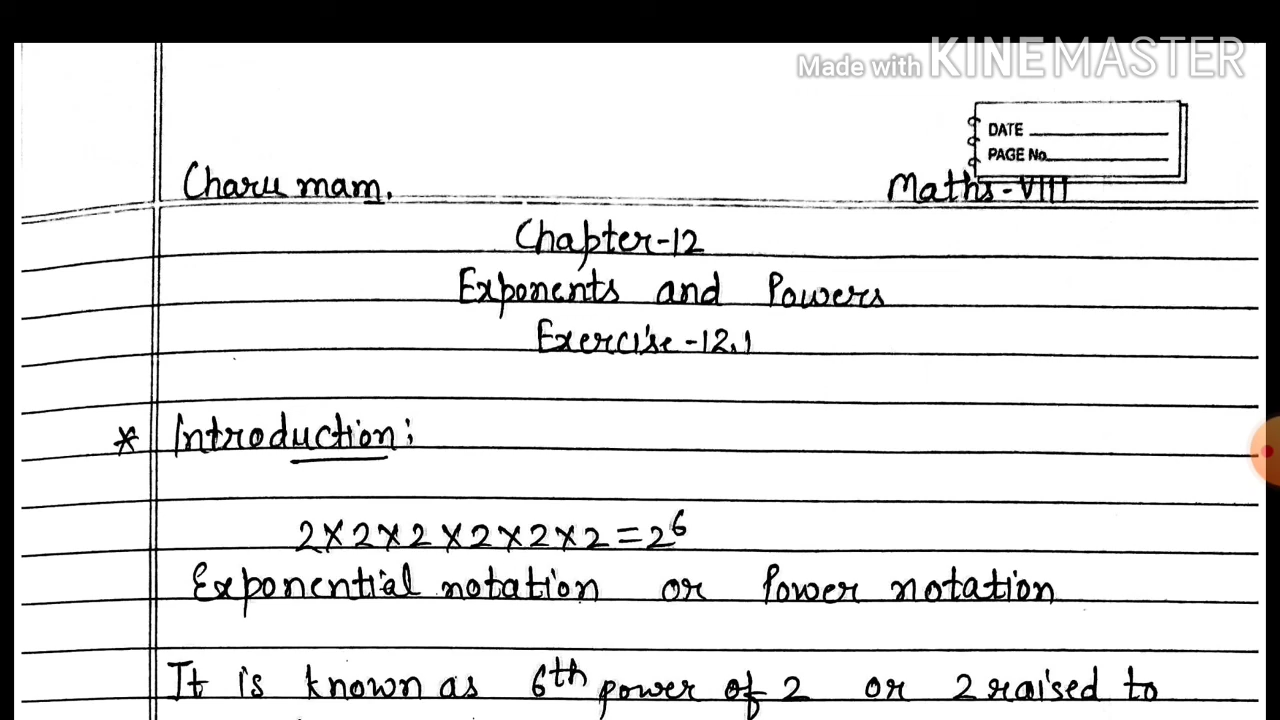 Made with KINEMASTER
DATE
PAGE No.
Charu mam. Maths-VIII
Chapter-12
Exponents and Powers
Exercise-12.1
* Introduction:
2×2×2×2×2×2=2⁶
Exponential notation or Power notation
It is known as 6th power of 2 or 2 raised to